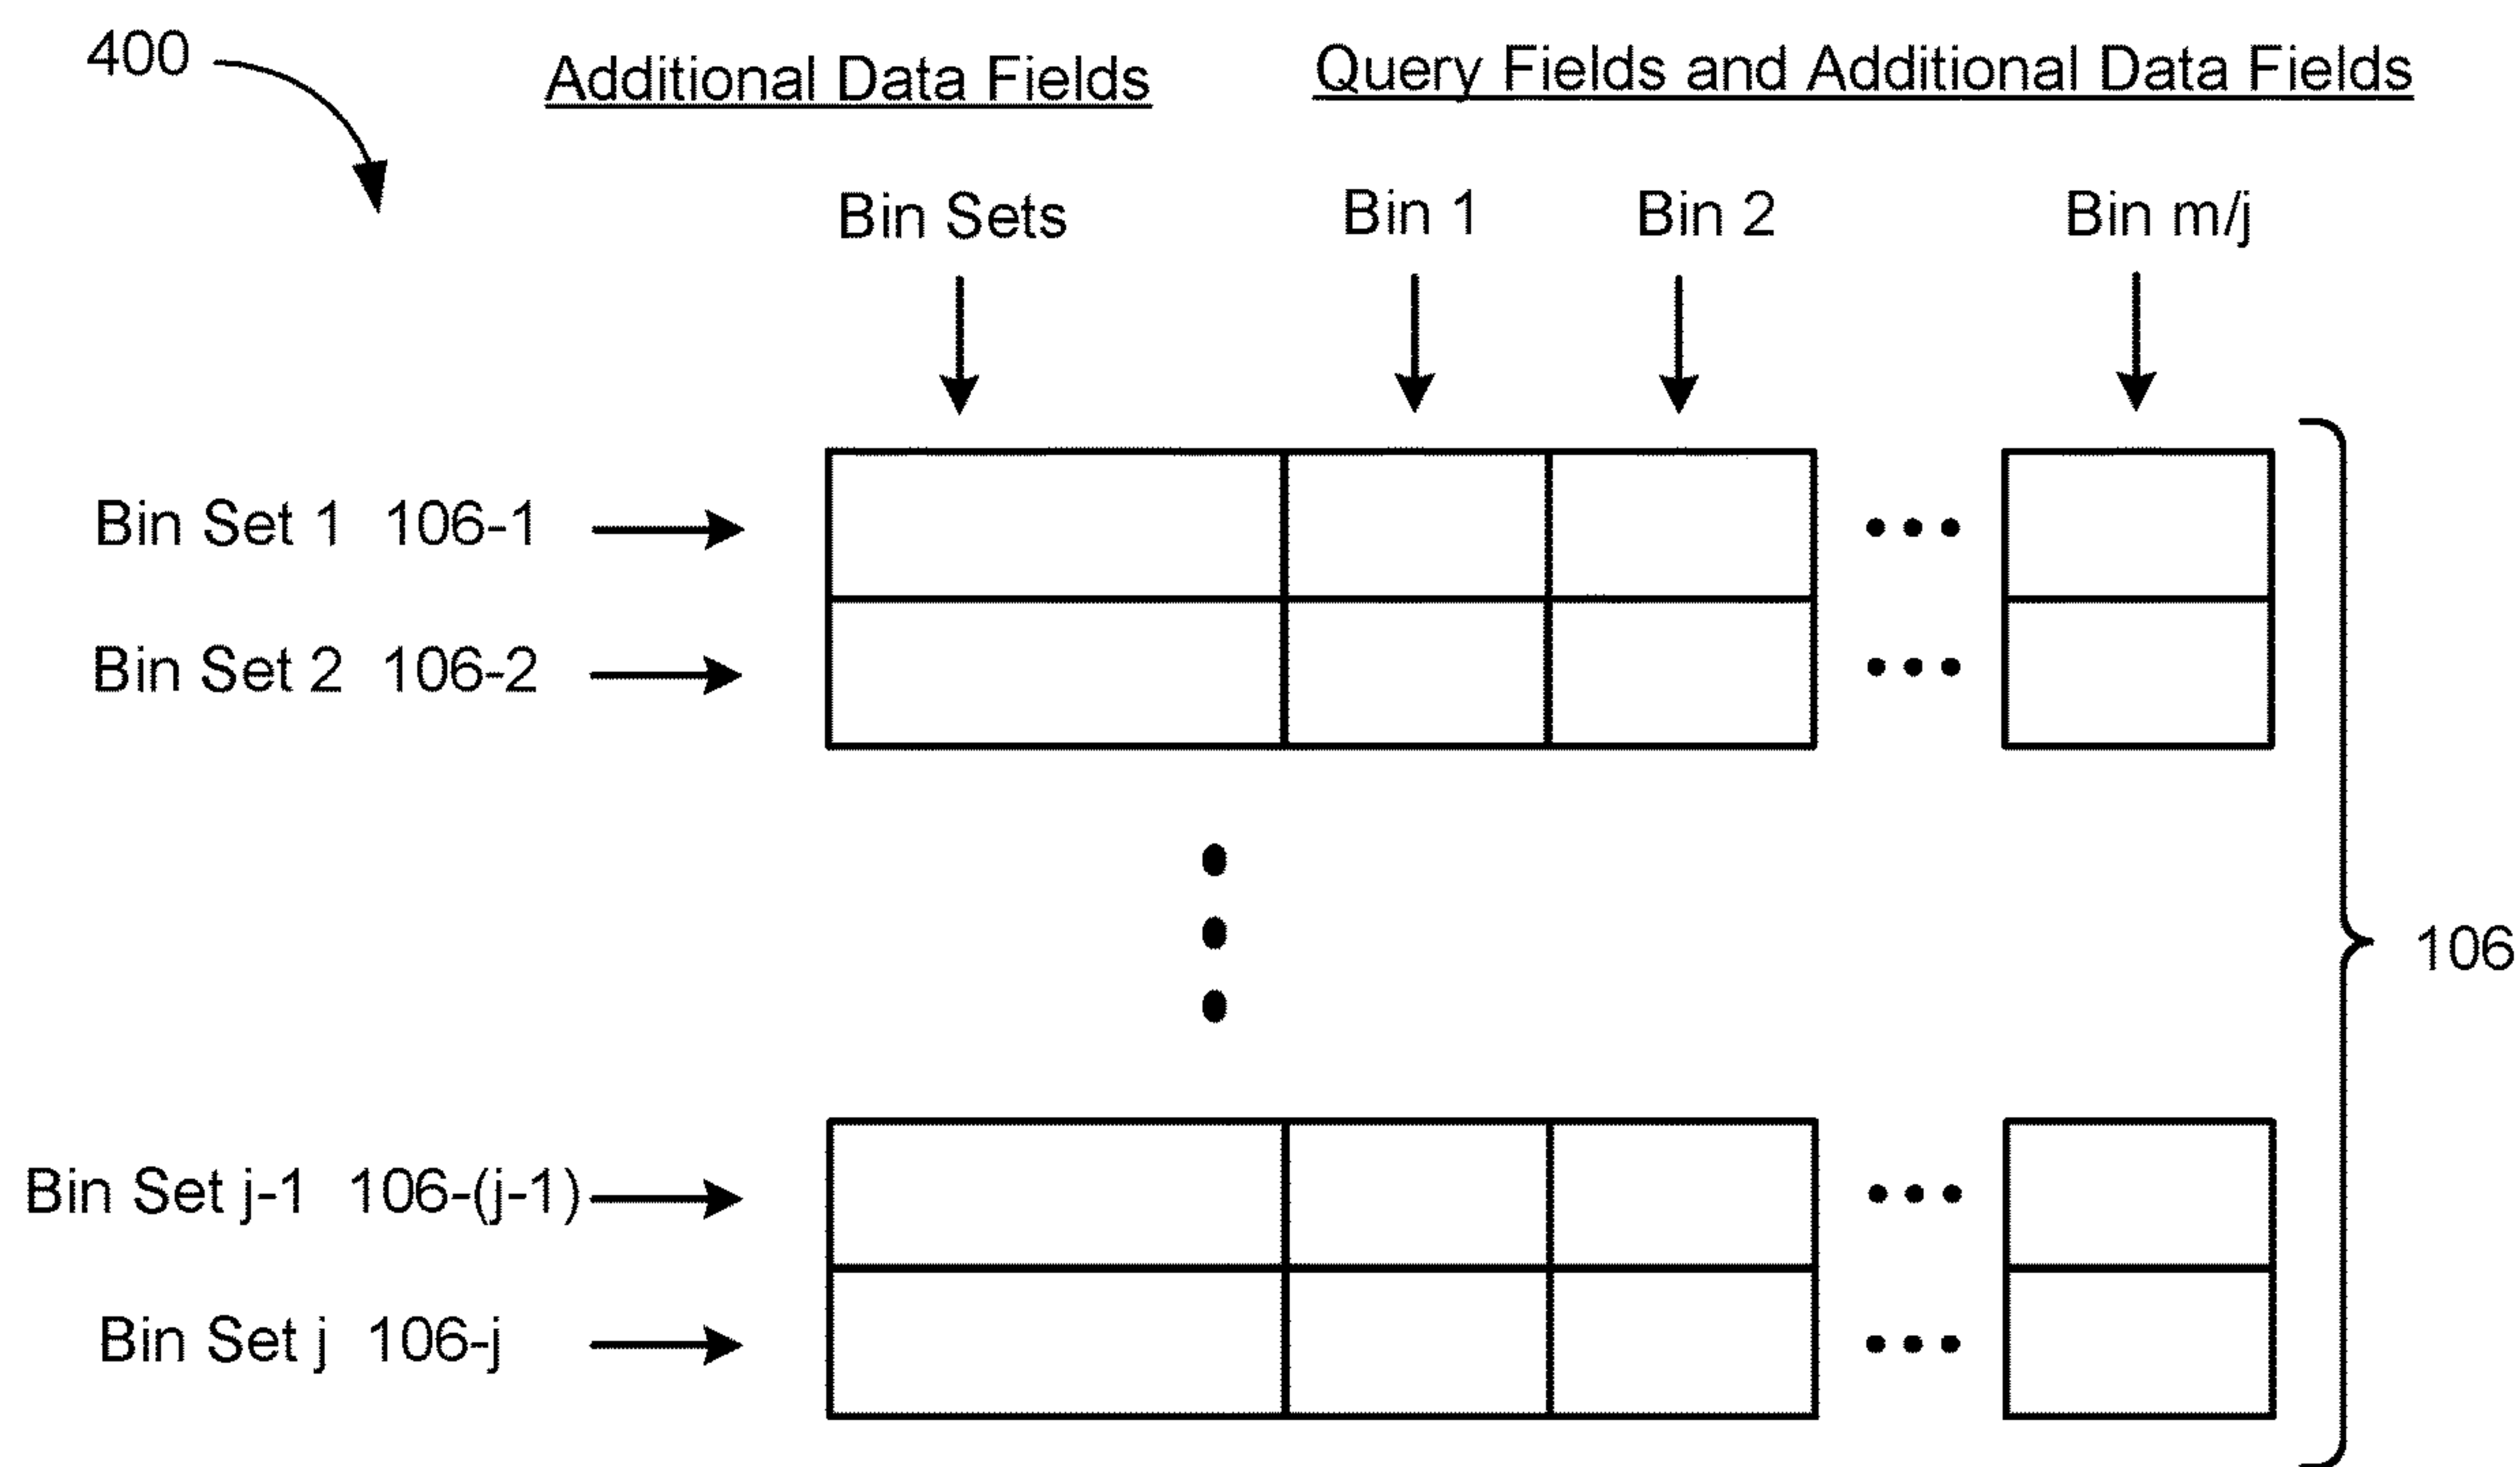 400
Additional Data Fields
Query Fields and Additional Data Fields
Bin Sets
Bin 1
Bin 2
Bin m/j
Bin Set 1 106-1
Bin Set 2 106-2
106
Bin Set j-1 106-(j-1)
Bin Set j 106-j